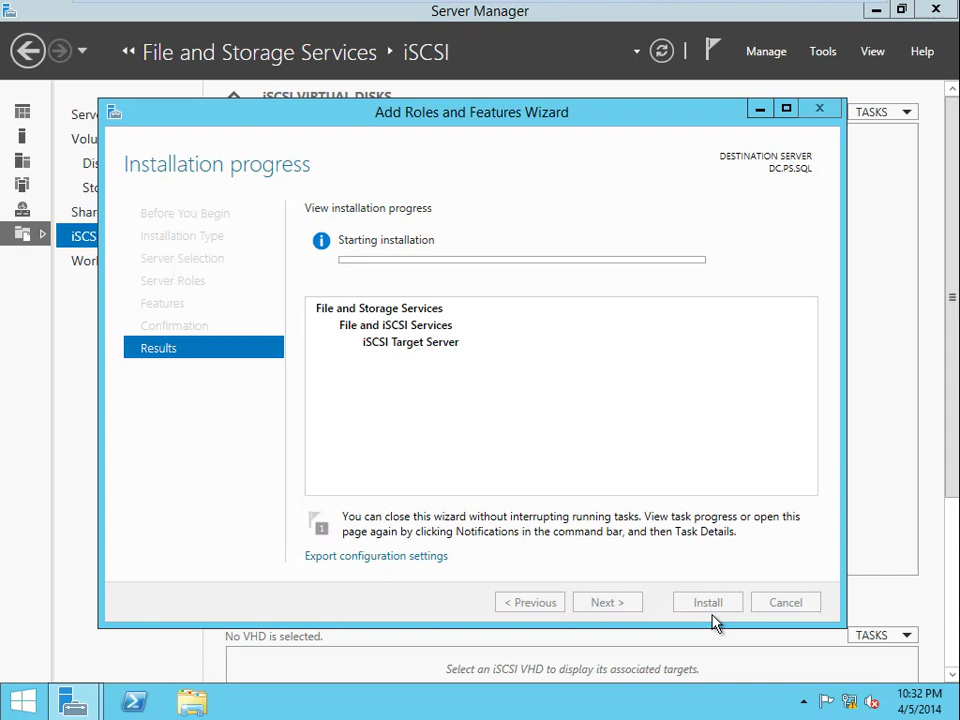 Server Manager
File and Storage Services
iSCSI
Manage
Tools
View
Help
iSCSI VIRTUAL DISKS
TASKS
Add Roles and Features Wizard
Installation progress
DESTINATION SERVER
DC.PS.SQL
Before You Begin
Installation Type
Server Selection
Server Roles
Features
Confirmation
Results
View installation progress
Starting installation
File and Storage Services
File and iSCSI Services
iSCSI Target Server
1
You can close this wizard without interrupting running tasks. View task progress or open this
page again by clicking Notifications in the command bar, and then Task Details.
Export configuration settings
< Previous
Next >
Install
Cancel
No VHD is selected.
TASKS
Select an iSCSI VHD to display its associated targets.
10:32 PM
4/5/2014